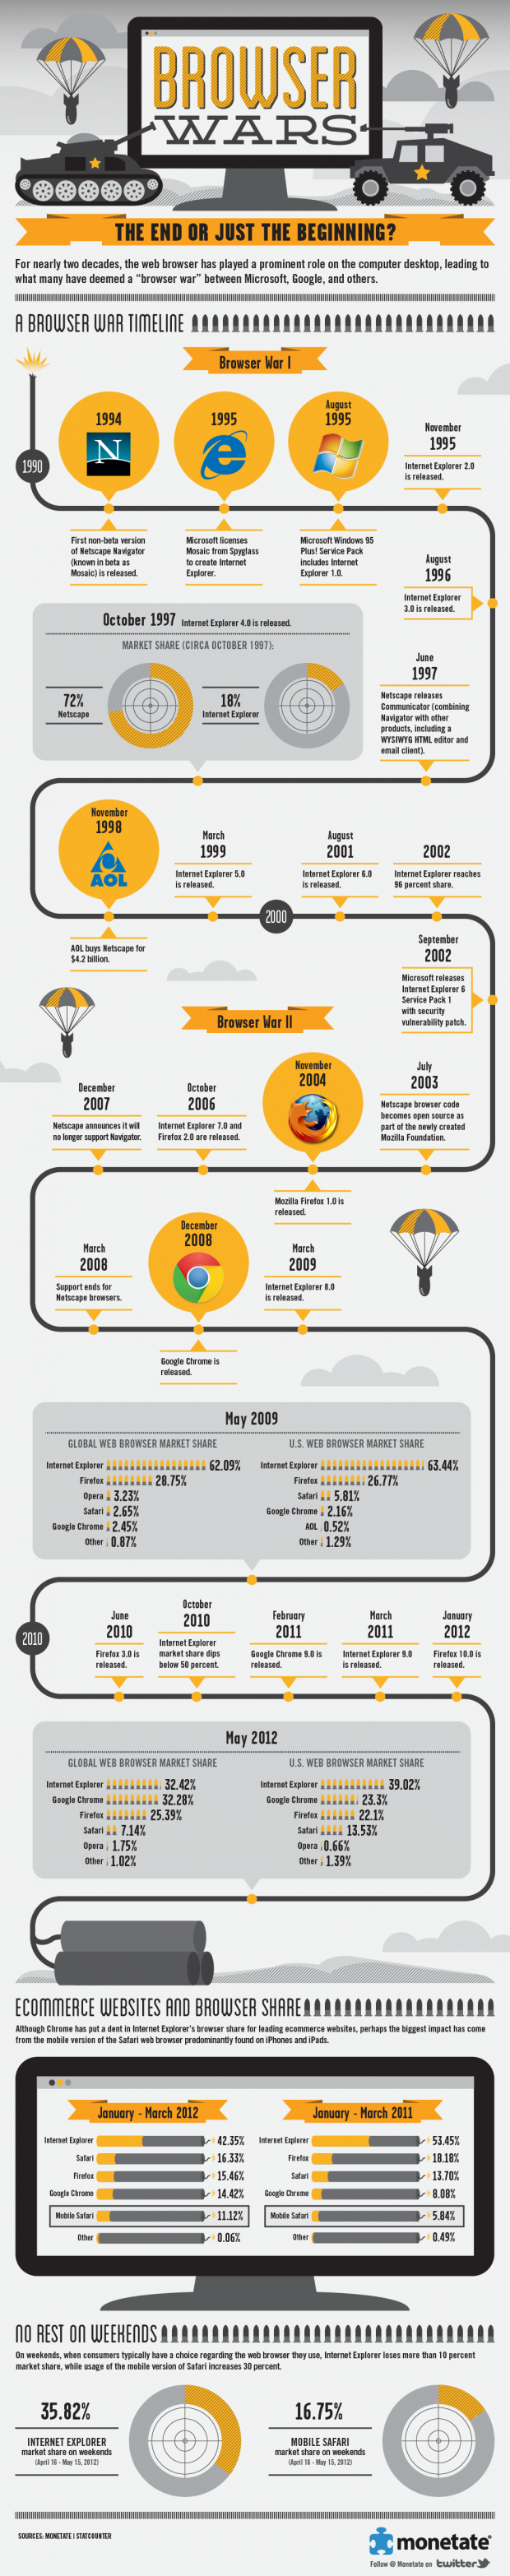 BROWSER
WARS
THE END OR JUST THE BEGINNING?
For nearly two decades, the web browser has played a prominent role on the computer desktop, leading to
what many have deemed a “browser war” between Microsoft, Google, and others.
A BROWSER WAR TIMELINE
Browser War I
1990
1994
N
First non-beta version
of Netscape Navigator
(known in beta as
Mosaic) is released.
1995
Microsoft licenses
Mosaic from Spyglass
to create Internet
Explorer.
August
1995
Microsoft Windows 95
Plus! Service Pack
includes Internet
Explorer 1.0.
November
1995
Internet Explorer 2.0
is released.
August
1996
Internet Explorer
3.0 is released.
June
1997
Netscape releases
Communicator (combining
Navigator with other
products, including a
WYSIWYG HTML editor and
email client).
October 1997 Internet Explorer 4.0 is released.
MARKET SHARE (CIRCA OCTOBER 1997):
72%
Netscape
18%
Internet Explorer
November
1998
AOL
AOL buys Netscape for
$4.2 billion.
March
1999
Internet Explorer 5.0
is released.
2000
August
2001
Internet Explorer 6.0
is released.
2002
Internet Explorer reaches
96 percent share.
September
2002
Microsoft releases
Internet Explorer 6
Service Pack 1
with security
vulnerability patch.
Browser War II
July
2003
Netscape browser code
becomes open source as
part of the newly created
Mozilla Foundation.
November
2004
Mozilla Firefox 1.0 is
released.
October
2006
Internet Explorer 7.0 and
Firefox 2.0 are released.
December
2007
Netscape announces it will
no longer support Navigator.
March
2008
Support ends for
Netscape browsers.
December
2008
Google Chrome is
released.
March
2009
Internet Explorer 8.0
is released.
May 2009
GLOBAL WEB BROWSER MARKET SHARE
Internet Explorer 62.09%
Firefox 28.75%
Opera 3.23%
Safari 2.65%
Google Chrome 2.45%
Other 0.87%
U.S. WEB BROWSER MARKET SHARE
Internet Explorer 63.44%
Firefox 26.77%
Safari 5.81%
Google Chrome 2.16%
AOL 0.52%
Other 1.29%
2010
June
2010
Firefox 3.0 is
released.
October
2010
Internet Explorer
market share dips
below 50 percent.
February
2011
Google Chrome 9.0 is
released.
March
2011
Internet Explorer 9.0
is released.
January
2012
Firefox 10.0 is
released.
May 2012
GLOBAL WEB BROWSER MARKET SHARE
Internet Explorer 32.42%
Google Chrome 32.28%
Firefox 25.39%
Safari 7.14%
Opera 1.75%
Other 1.02%
U.S. WEB BROWSER MARKET SHARE
Internet Explorer 39.02%
Google Chrome 23.3%
Firefox 22.1%
Safari 13.53%
Opera 0.66%
Other 1.39%
ECOMMERCE WEBSITES AND BROWSER SHARE
Although Chrome has put a dent in Internet Explorer's browser share for leading ecommerce websites, perhaps the biggest impact has come
from the mobile version of the Safari web browser predominantly found on iPhones and iPads.
January - March 2012
Internet Explorer 42.35%
Safari 16.33%
Firefox 15.46%
Google Chrome 14.42%
Mobile Safari 11.12%
Other 0.06%
January - March 2011
Internet Explorer 53.45%
Firefox 18.18%
Safari 13.70%
Google Chrome 8.08%
Mobile Safari 5.84%
Other 0.49%
NO REST ON WEEKENDS
On weekends, when consumers typically have a choice regarding the web browser they use, Internet Explorer loses more than 10 percent
market share, while usage of the mobile version of Safari increases 30 percent.
35.82%
INTERNET EXPLORER
market share on weekends
(April 16 - May 15, 2012)
16.75%
MOBILE SAFARI
market share on weekends
(April 16 - May 15, 2012)
SOURCES: MONETATE | STATCOUNTER
monetate
Follow @ Monetate on twitter